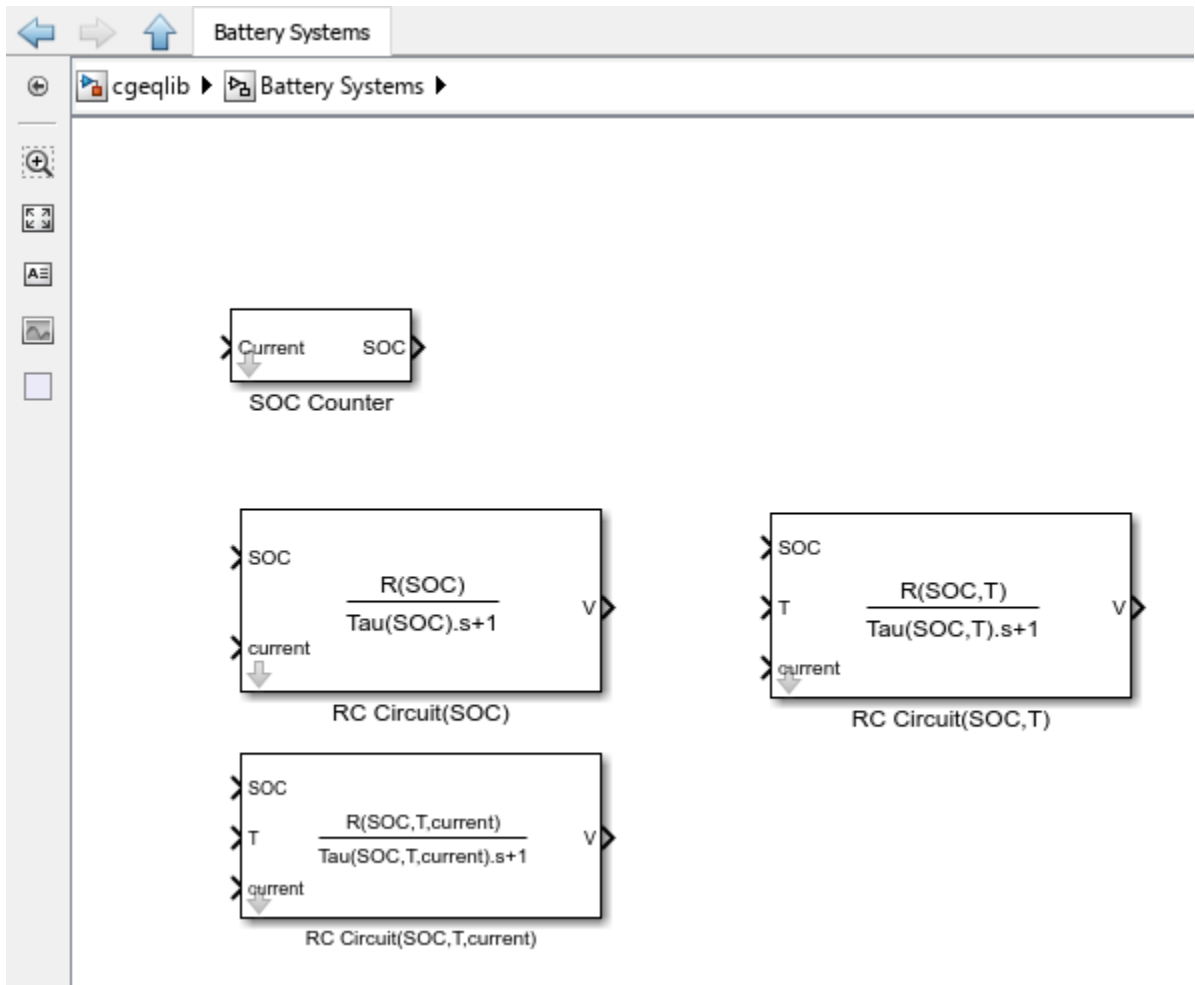 Battery Systems
cgeqlib Battery Systems
Current SOC
SOC Counter
SOC
R(SOC)
Tau(SOC).s+1
V
current
RC Circuit(SOC)
SOC
T
R(SOC,T)
Tau(SOC,T).s+1
V
current
RC Circuit(SOC,T)
SOC
T
R(SOC,T,current)
Tau(SOC,T,current).s+1
V
current
RC Circuit(SOC,T,current)